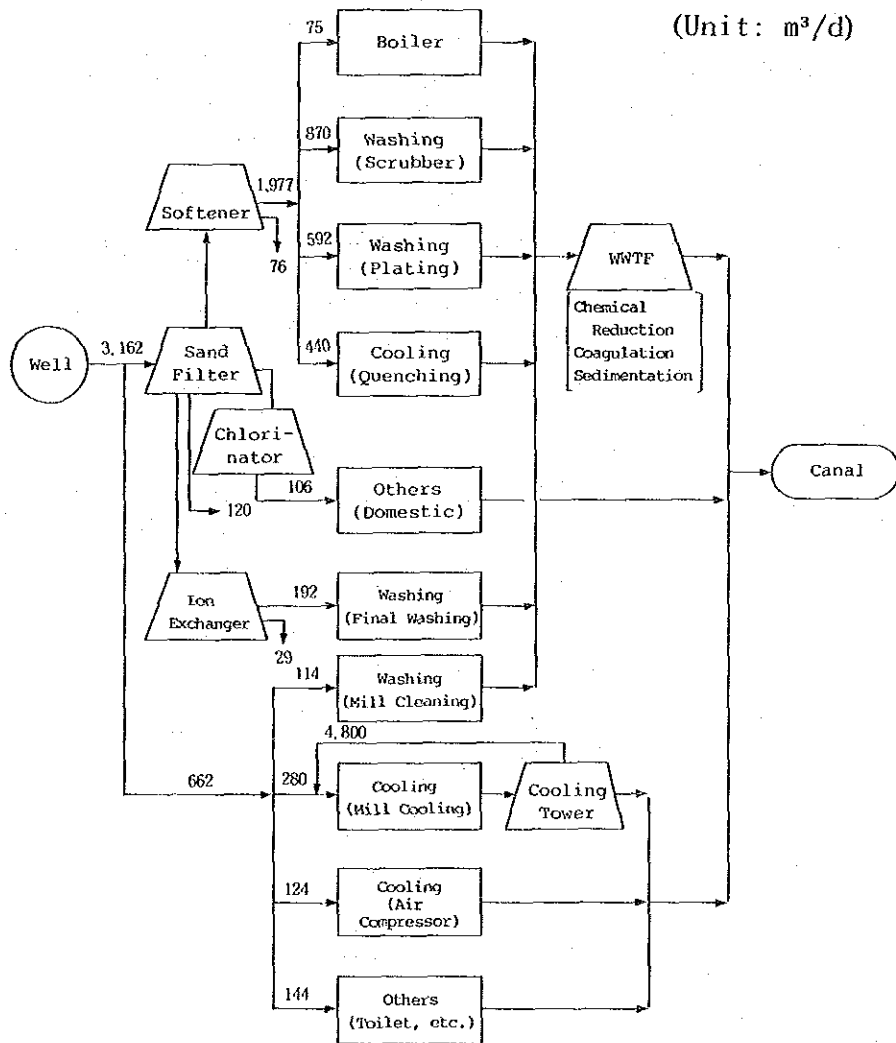 (Unit: m³/d)
75
Boiler
870
Washing
(Scrubber)
1,977
Softener
76
592
Washing
(Plating)
WWTF
Chemical
Reduction
Coagulation
Sedimentation
3,162
Well
Sand
Filter
440
Cooling
(Quenching)
Chlori-
nator
106
120
Others
(Domestic)
Canal
Ion
Exchanger
192
29
Washing
(Final Washing)
114
Washing
(Mill Cleaning)
4,800
662
280
Cooling
(Mill Cooling)
Cooling
Tower
124
Cooling
(Air
Compressor)
144
Others
(Toilet, etc.)